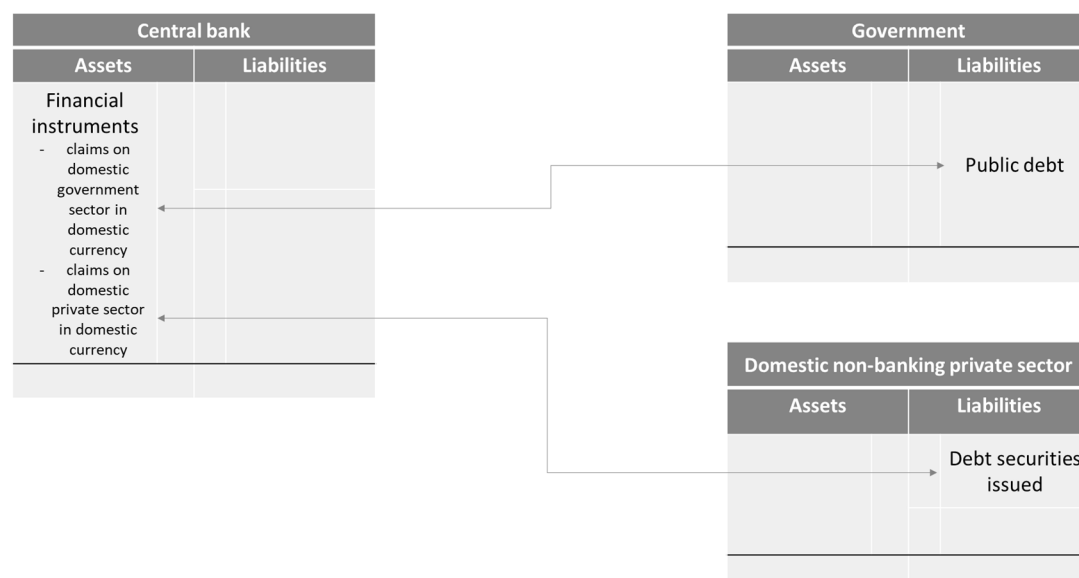 Central bank
Assets
Liabilities
Financial
instruments
- claims on
domestic
government
sector in
domestic
currency
- claims on
domestic
private sector
in domestic
currency
Government
Assets
Liabilities
Public debt
Domestic non-banking private sector
Assets
Liabilities
Debt securities
issued